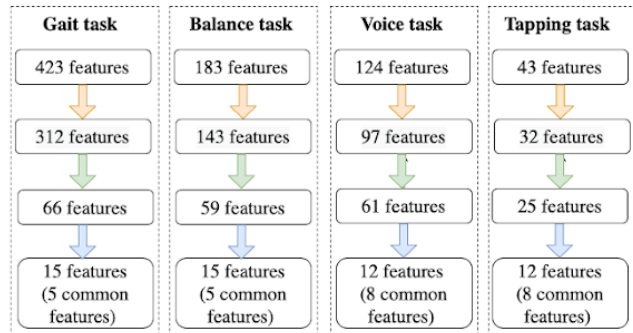 Gait task
423 features
312 features
66 features
15 features
(5 common
features)
Balance task
183 features
143 features
59 features
15 features
(5 common
features)
Voice task
124 features
97 features
61 features
12 features
(8 common
features)
Tapping task
43 features
32 features
25 features
12 features
(8 common
features)